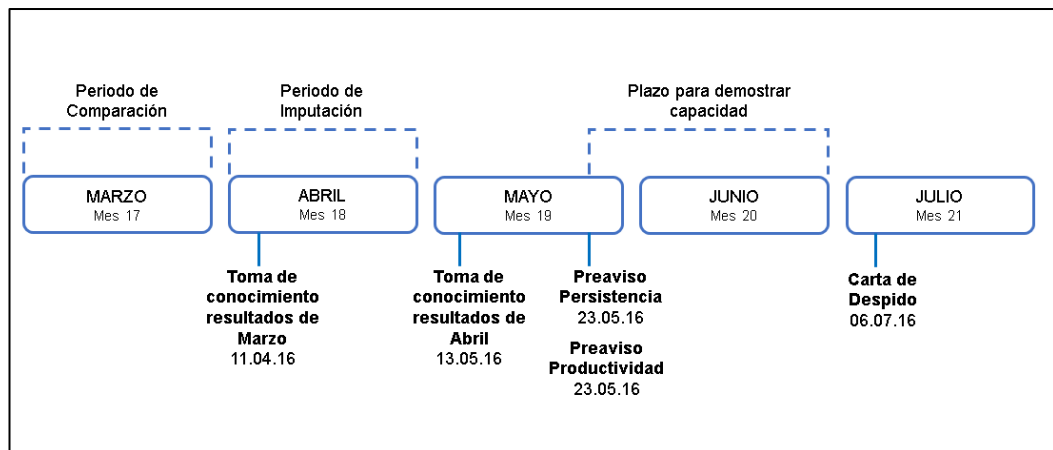 Periodo de
Comparación
Periodo de
Imputación
Plazo para demostrar
capacidad
MARZO
Mes 17
ABRIL
Mes 18
MAYO
Mes 19
JUNIO
Mes 20
JULIO
Mes 21
Toma de
conocimiento
resultados de
Marzo
11.04.16
Toma de
conocimiento
resultados de
Abril
13.05.16
Preaviso
Persistencia
23.05.16
Preaviso
Productividad
23.05.16
Carta de
Despido
06.07.16